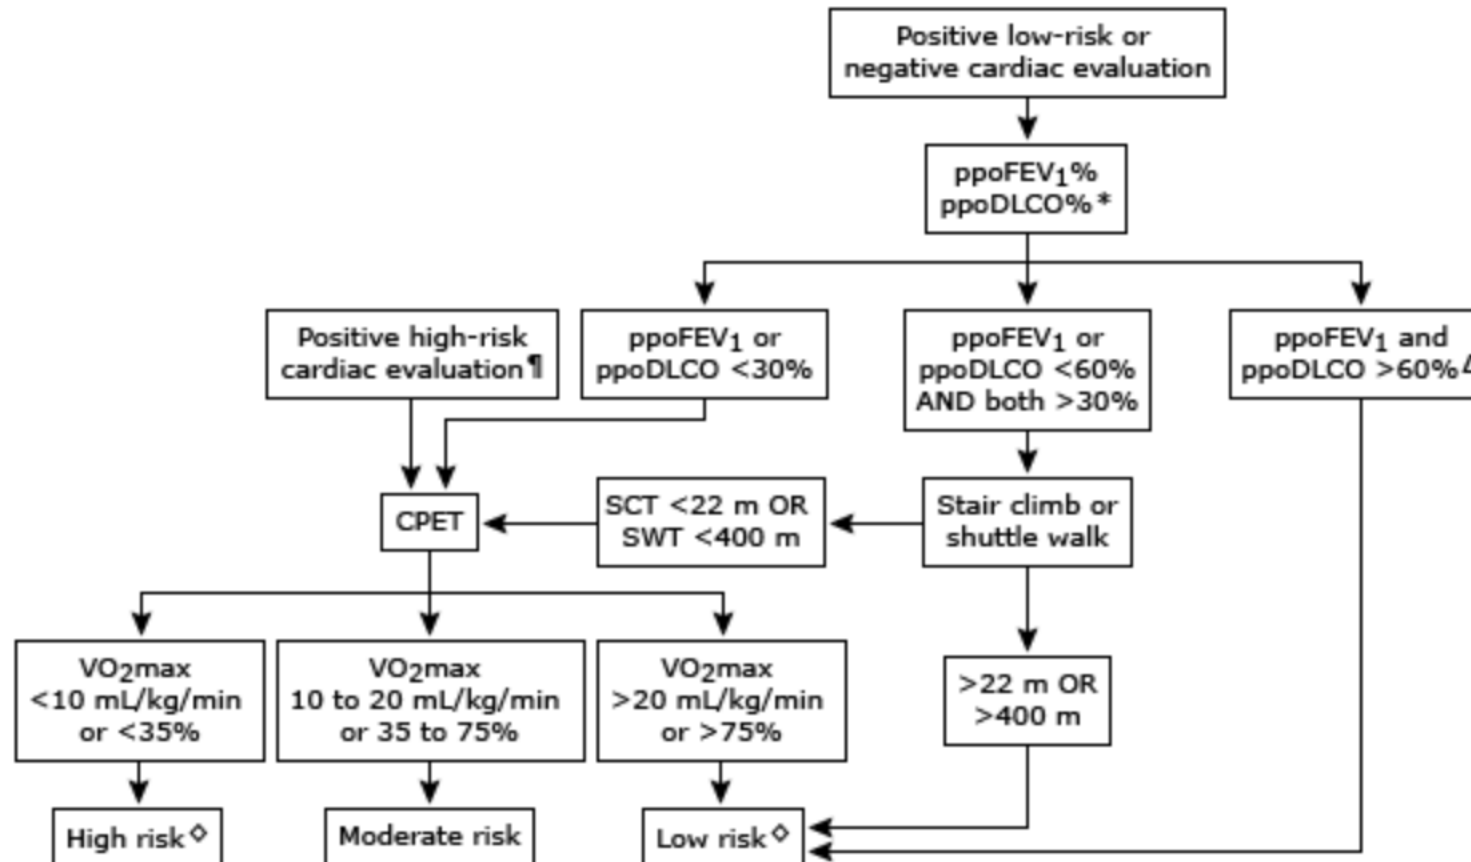 Positive low-risk or
negative cardiac evaluation
ppoFEV₁%
ppoDLCO%*
Positive high-risk
cardiac evaluation¶
ppoFEV₁ or
ppoDLCO <30%
ppoFEV₁ or
ppoDLCO <60%
AND both >30%
ppoFEV₁ and
ppoDLCO >60%
CPET
SCT <22 m OR
SWT <400 m
Stair climb or
shuttle walk
VO₂max
<10 mL/kg/min
or <35%
VO₂max
10 to 20 mL/kg/min
or 35 to 75%
VO₂max
>20 mL/kg/min
or >75%
>22 m OR
>400 m
High risk◇
Moderate risk
Low risk◇